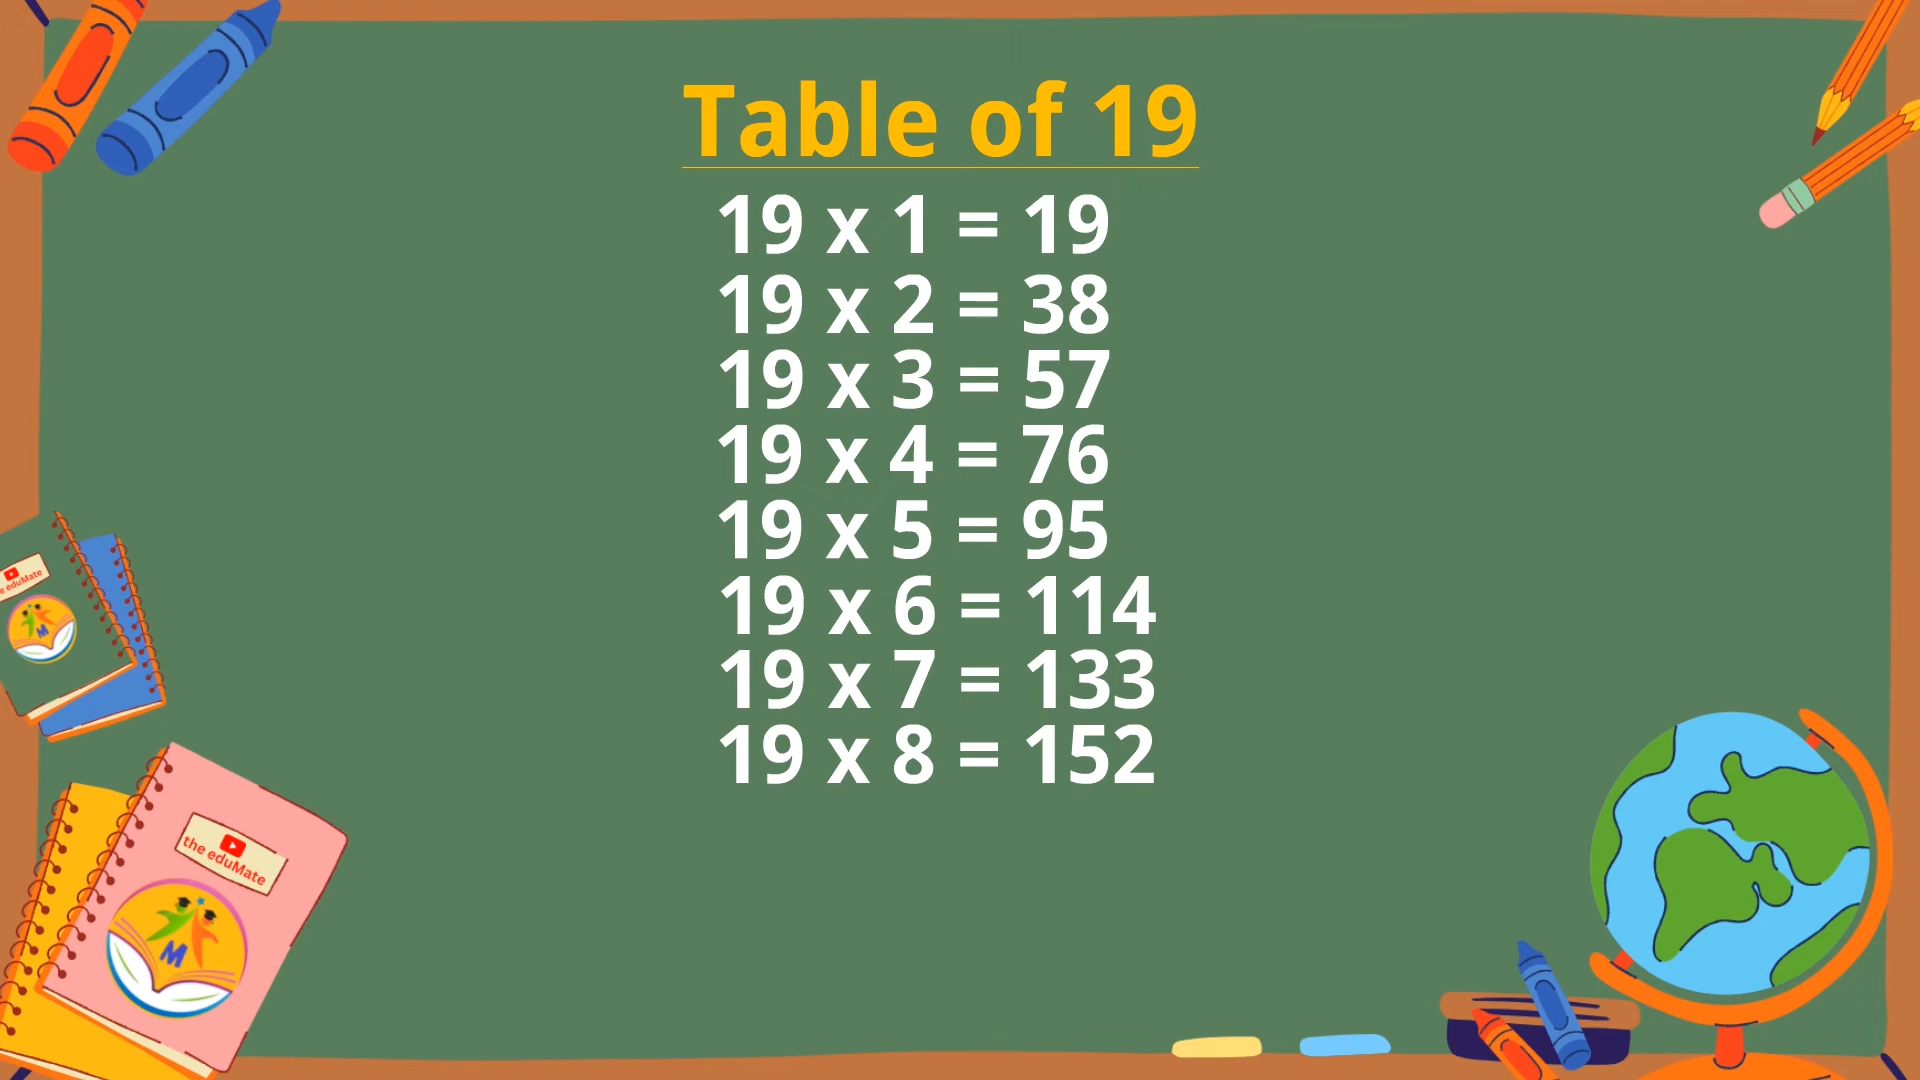 Table of 19
19 x 1 = 19
19 x 2 = 38
19 x 3 = 57
19 x 4 = 76
19 x 5 = 95
19 x 6 = 114
19 x 7 = 133
19 x 8 = 152
e eduMate
M
the eduMate
M